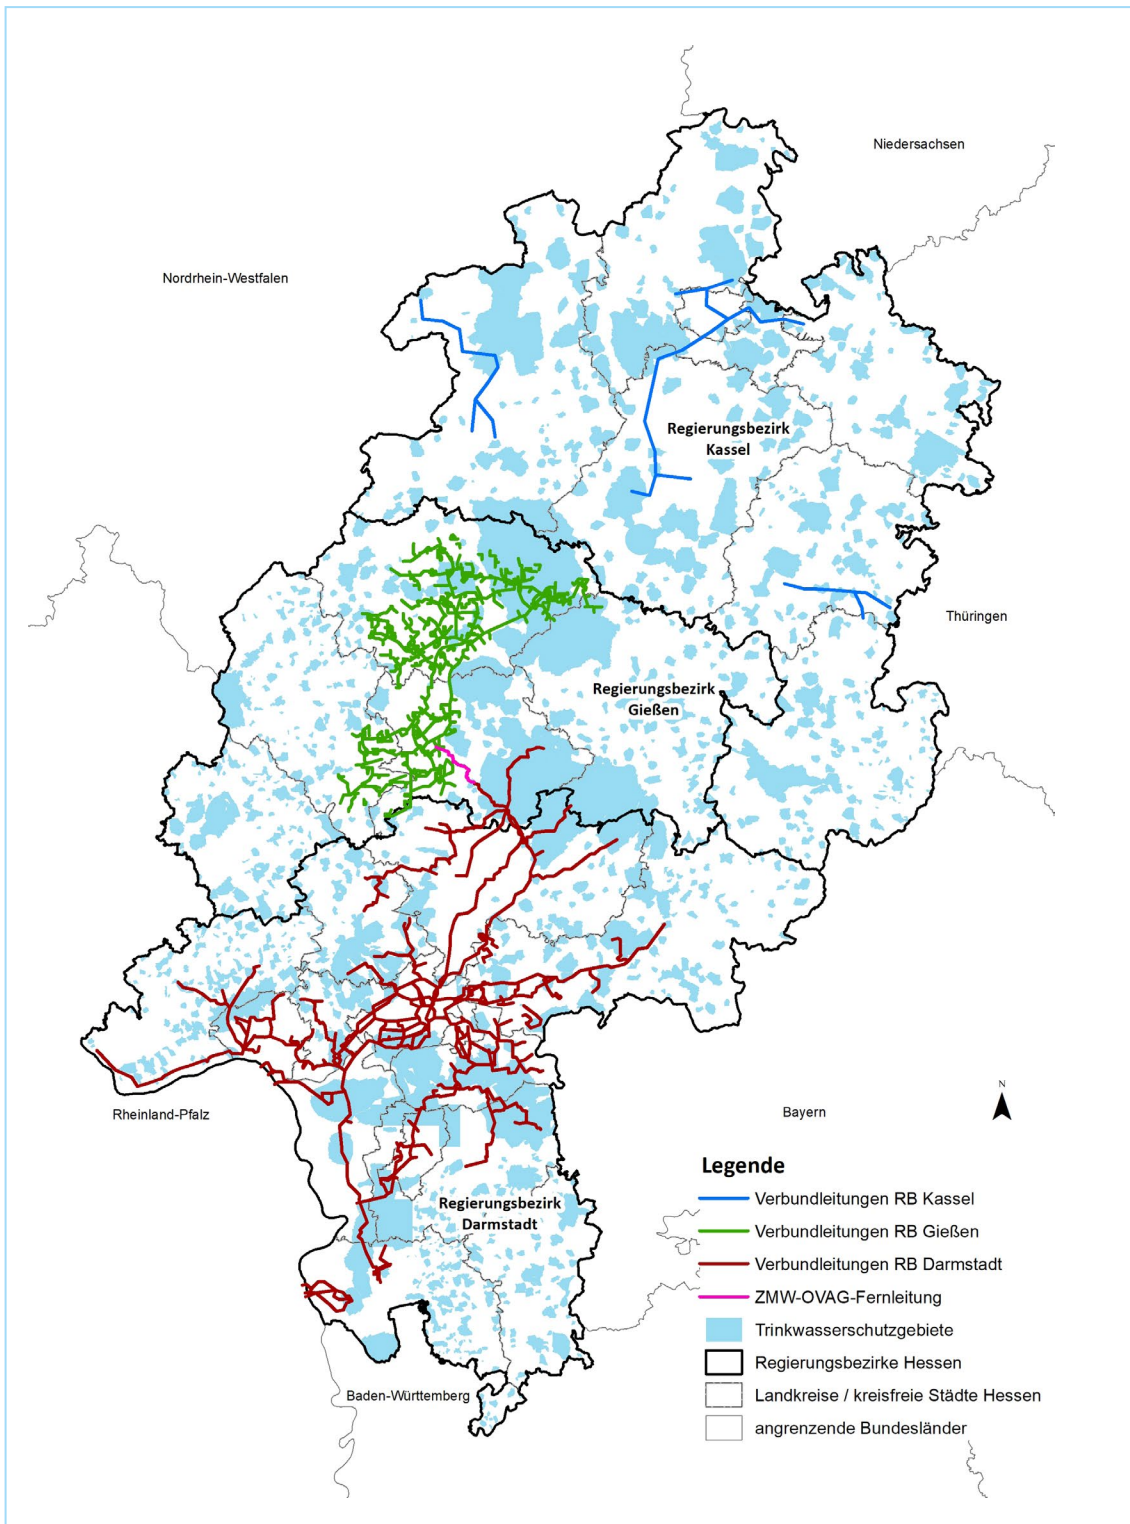 Niedersachsen
Nordrhein-Westfalen
Regierungsbezirk
Kassel
Thüringen
Regierungsbezirk
Gießen
N
Rheinland-Pfalz
Bayern
Legende
Verbundleitungen RB Kassel
Regierungsbezirk
Darmstadt
Verbundleitungen RB Gießen
Verbundleitungen RB Darmstadt
ZMW-OVAG-Fernleitung
Trinkwasserschutzgebiete
Regierungsbezirke Hessen
Baden-Württemberg
Landkreise / kreisfreie Städte Hessen
angrenzende Bundesländer